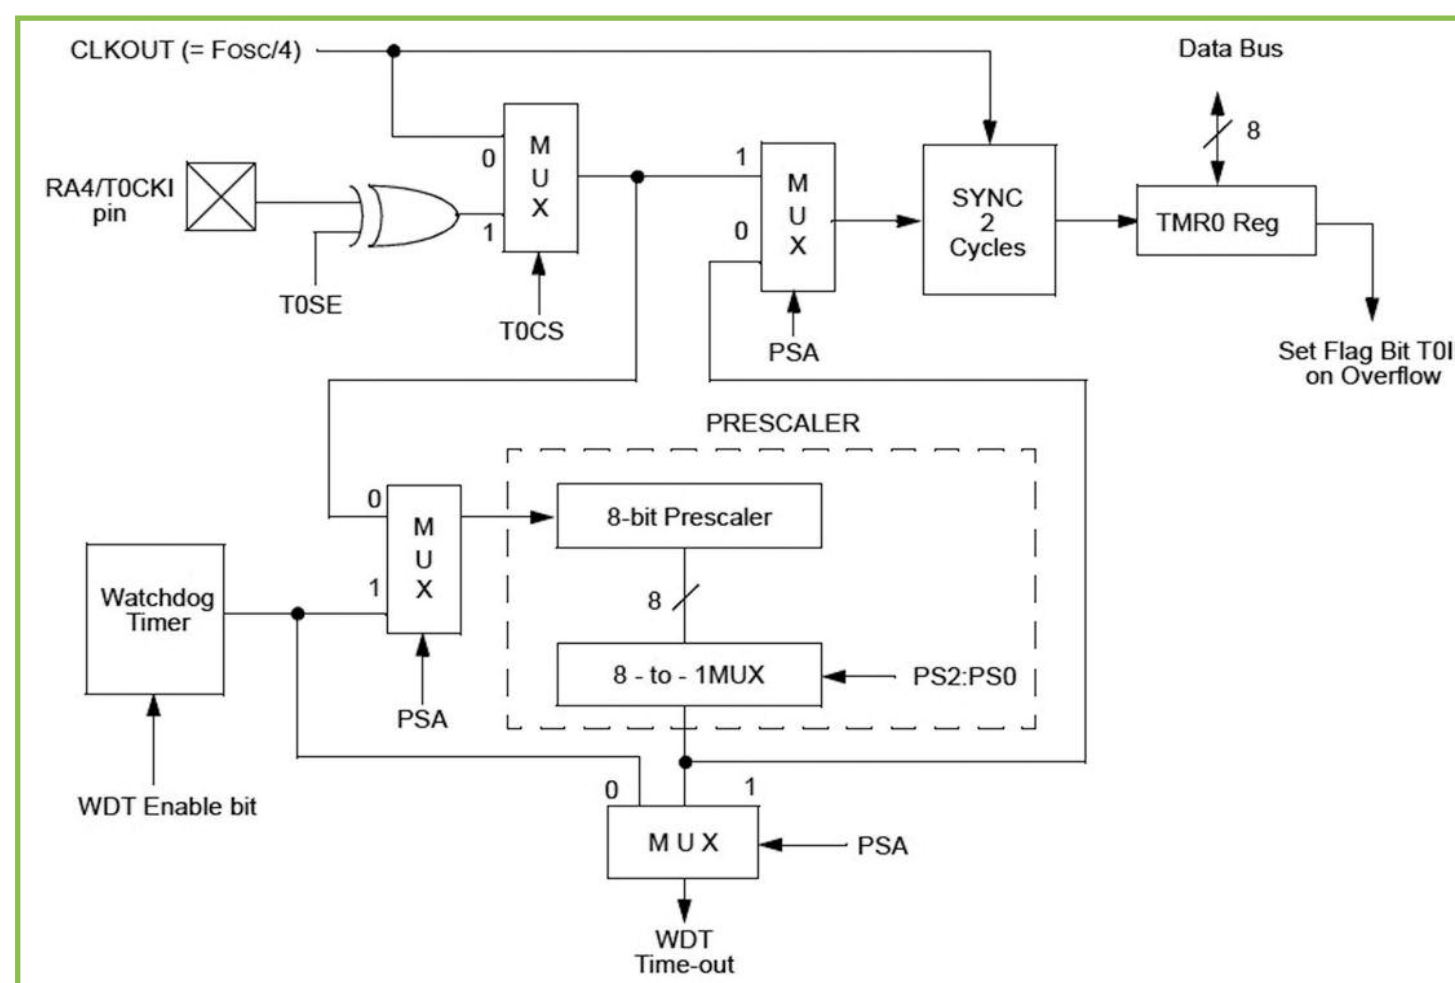 CLKOUT (= Fosc/4)
Data Bus
8
RA4/T0CKI
pin
0
1
M
U
X
T0SE
T0CS
1
0
M
U
X
PSA
SYNC
2
Cycles
TMR0 Reg
Set Flag Bit T0I
on Overflow
PRESCALER
0
1
M
U
X
PSA
8-bit Prescaler
8
8 - to - 1MUX
PS2:PS0
Watchdog
Timer
WDT Enable bit
0
1
M U X
PSA
WDT
Time-out